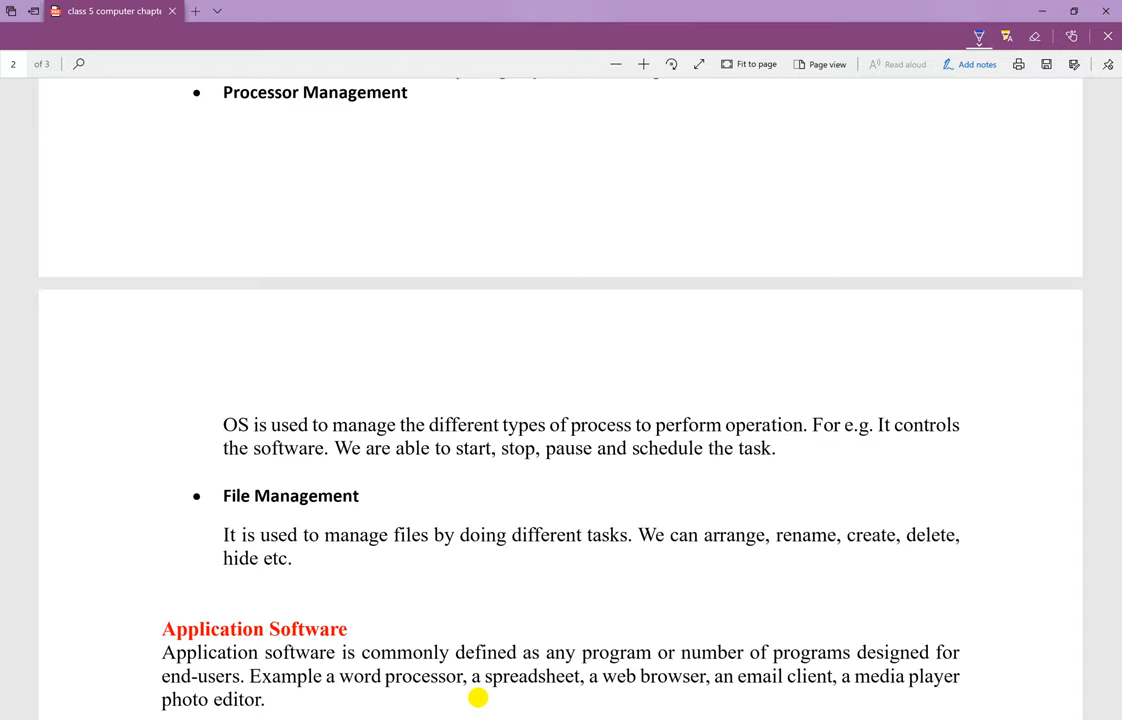 class 5 computer chapte
2 of 3
Fit to page
Page view
Read aloud
Add notes
• Processor Management
OS is used to manage the different types of process to perform operation. For e.g. It controls
the software. We are able to start, stop, pause and schedule the task.
• File Management
It is used to manage files by doing different tasks. We can arrange, rename, create, delete,
hide etc.
Application Software
Application software is commonly defined as any program or number of programs designed for
end-users. Example a word processor, a spreadsheet, a web browser, an email client, a media player
photo editor.